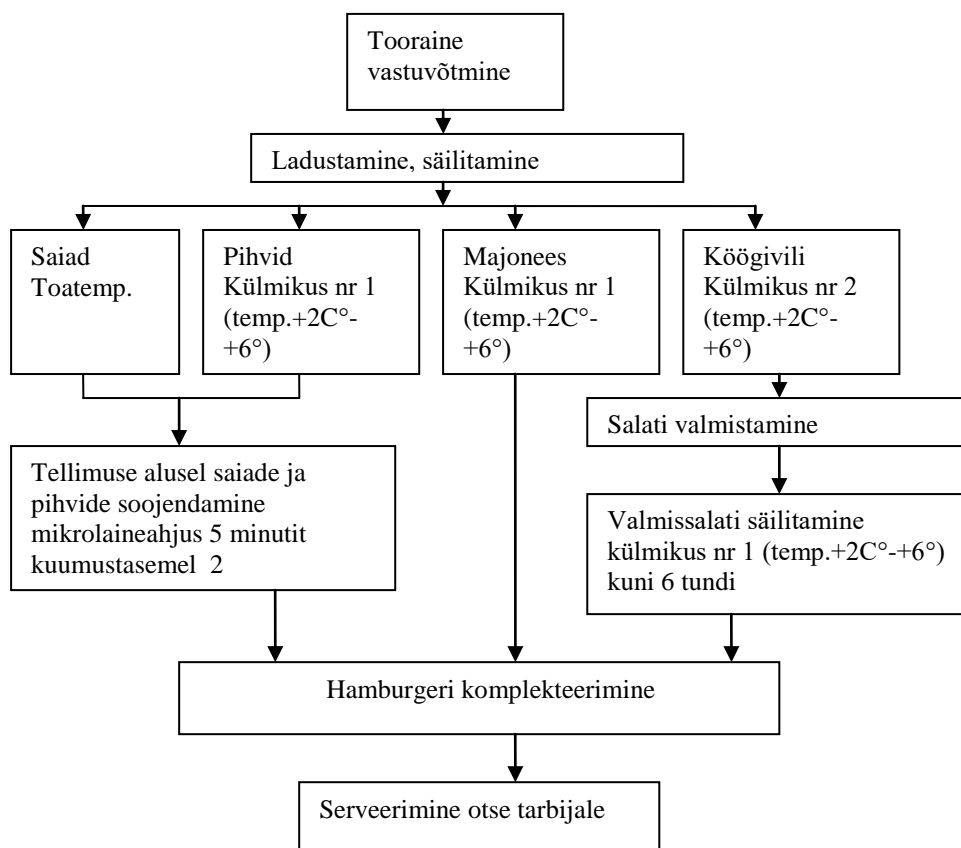 Tooraine
vastuvõtmine
Ladustamine, säilitamine
Saiad
Toatemp.
Pihvid
Külmikus nr 1
(temp.+2C°-
+6°)
Majonees
Külmikus nr 1
(temp.+2C°-
+6°)
Köögivili
Külmikus nr 2
(temp.+2C°-
+6°)
Salati valmistamine
Tellimuse alusel saiade ja
pihvide soojendamine
mikrolaineahjus 5 minutit
kuumustasemel 2
Valmissalati säilitamine
külmikus nr 1 (temp.+2C°-+6°)
kuni 6 tundi
Hamburgeri komplekteerimine
Serveerimine otse tarbijale